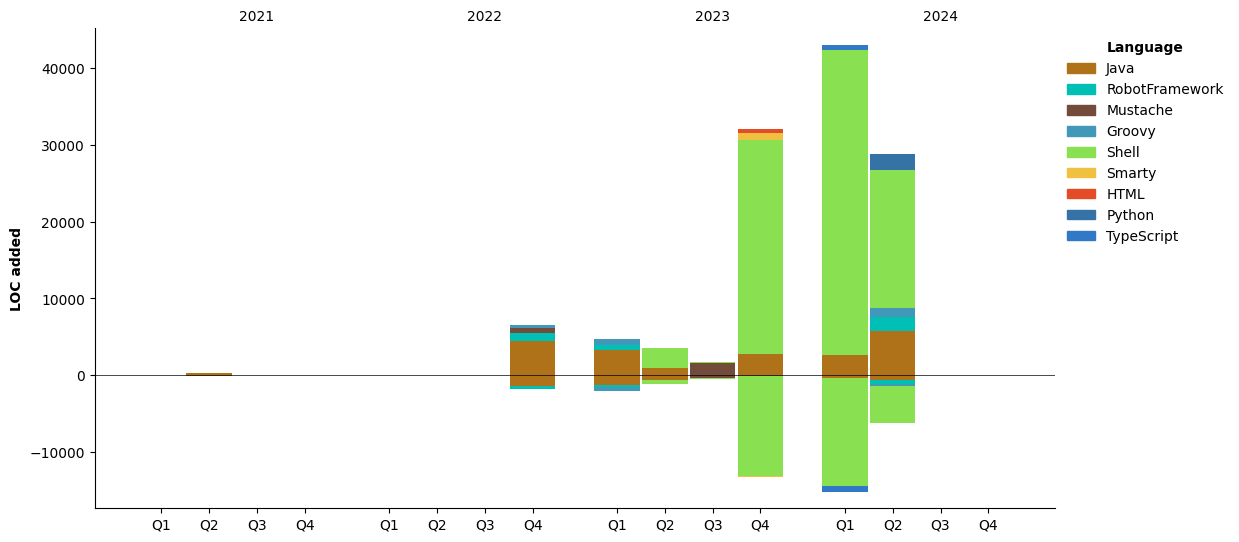 2021 2022 2023 2024
Language
Java
RobotFramework
Mustache
Groovy
Shell
Smarty
HTML
Python
TypeScript
LOC added
40000
30000
20000
10000
0
−10000
Q1 Q2 Q3 Q4 Q1 Q2 Q3 Q4 Q1 Q2 Q3 Q4 Q1 Q2 Q3 Q4